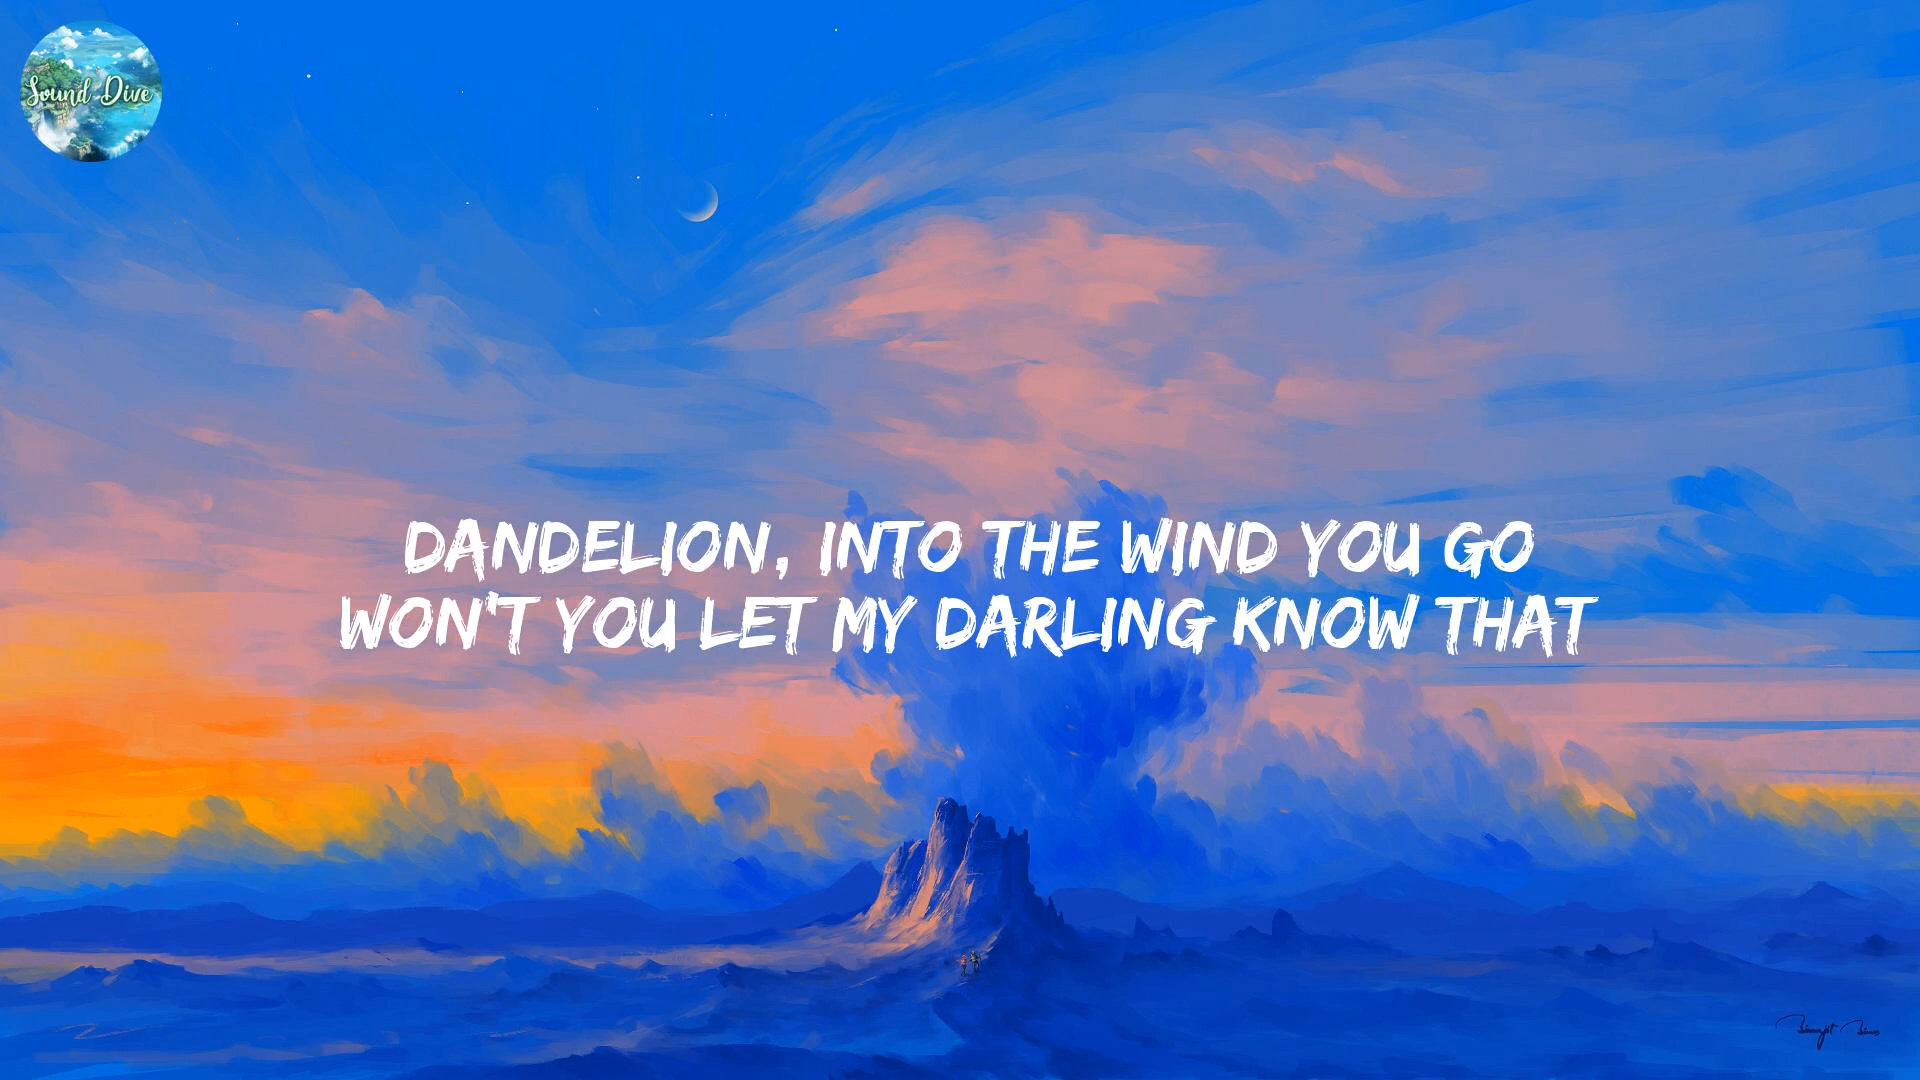 Sound Dive
DANDELION, INTO THE WIND YOU GO
WON'T YOU LET MY DARLING KNOW THAT